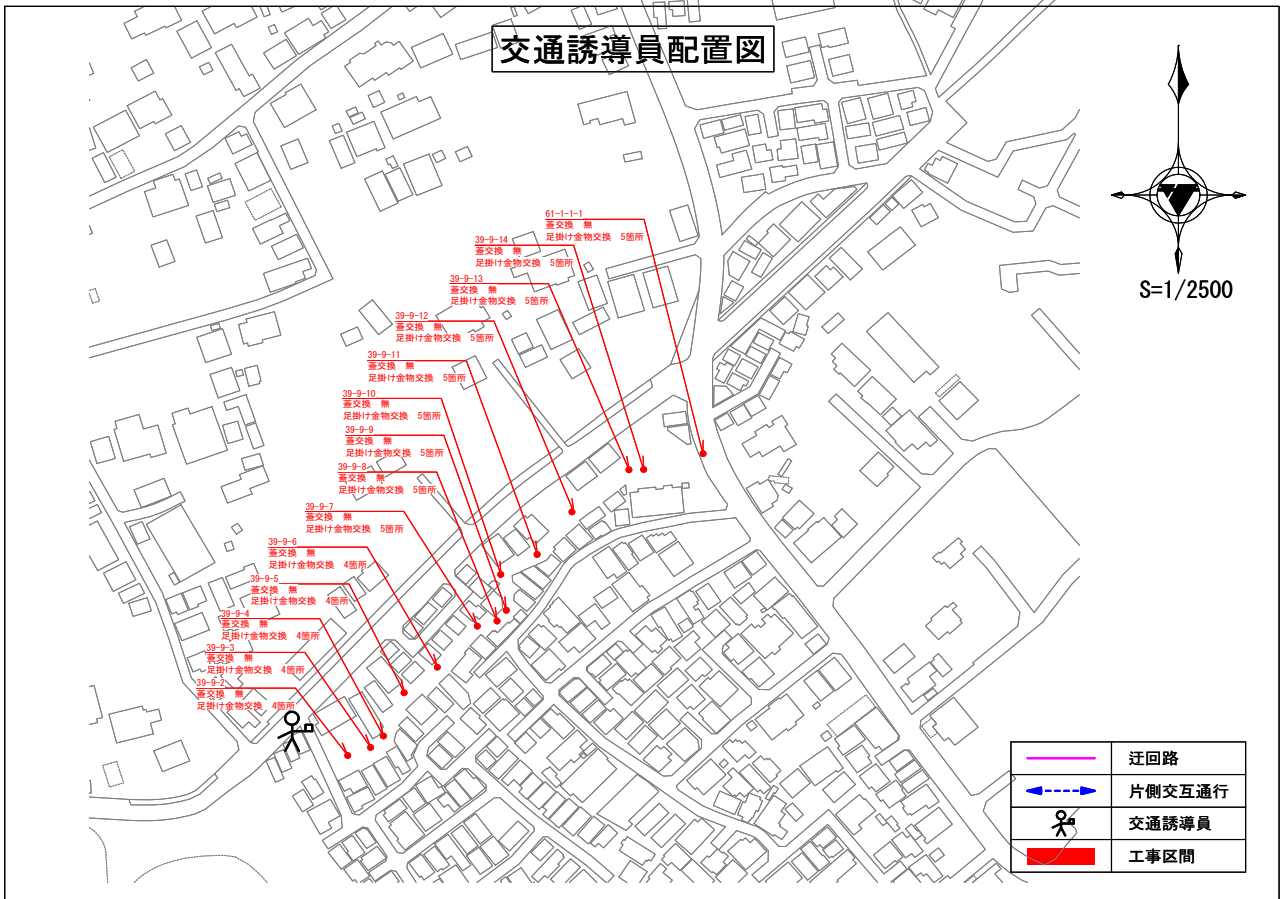 交通誘導員配置図
S=1/2500
61-1-1-1
蓋交換 無
足掛け金物交換 5箇所
39-9-14
蓋交換 無
足掛け金物交換 5箇所
39-9-13
蓋交換 無
足掛け金物交換 5箇所
39-9-12
蓋交換 無
足掛け金物交換 5箇所
39-9-11
蓋交換 無
足掛け金物交換 5箇所
39-9-10
蓋交換 無
足掛け金物交換 5箇所
39-9-9
蓋交換 無
足掛け金物交換 5箇所
39-9-8
蓋交換 無
足掛け金物交換 5箇所
39-9-7
蓋交換 無
足掛け金物交換 5箇所
39-9-6
蓋交換 無
足掛け金物交換 4箇所
39-9-5
蓋交換 無
足掛け金物交換 4箇所
39-9-4
蓋交換 無
足掛け金物交換 4箇所
39-9-3
蓋交換 無
足掛け金物交換 4箇所
39-9-2
蓋交換 無
足掛け金物交換 4箇所
迂回路
片側交互通行
交通誘導員
工事区間